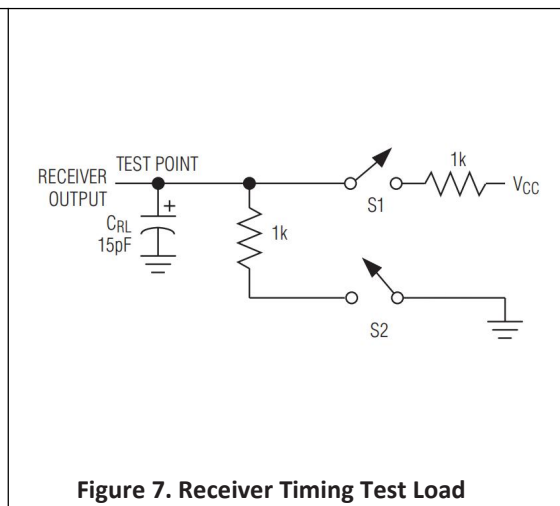 TEST POINT
RECEIVER
OUTPUT
CRL
15pF
+
1k
S1
1k
VCC
S2
Figure 7. Receiver Timing Test Load